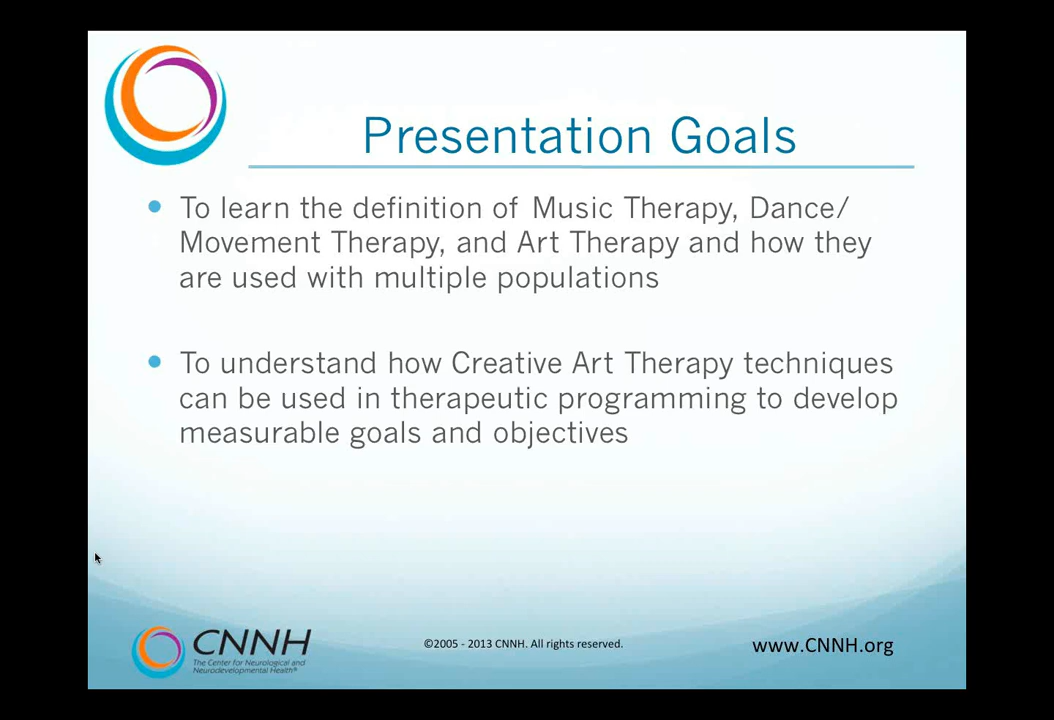 Presentation Goals
• To learn the definition of Music Therapy, Dance/
Movement Therapy, and Art Therapy and how they
are used with multiple populations
• To understand how Creative Art Therapy techniques
can be used in therapeutic programming to develop
measurable goals and objectives
CNNH
The Center for Neurological and
Neurodevelopmental Health®
©2005 - 2013 CNNH. All rights reserved.
www.CNNH.org